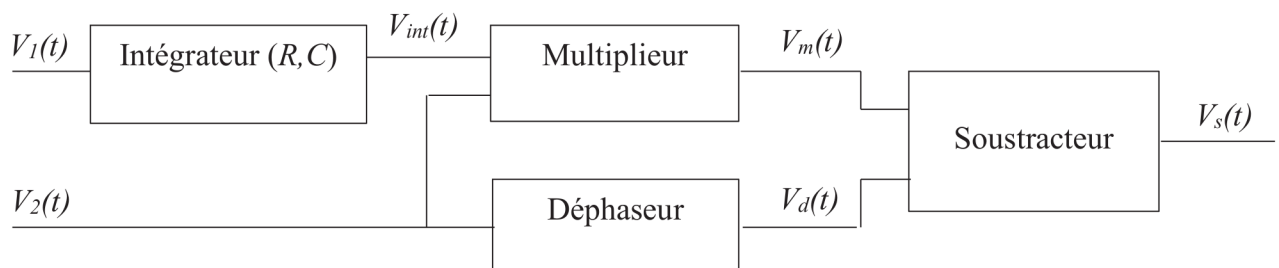 V1(t)
Intégrateur (R,C)
Vint(t)
Multiplieur
Vm(t)
Soustracteur
Vs(t)
V2(t)
Déphaseur
Vd(t)